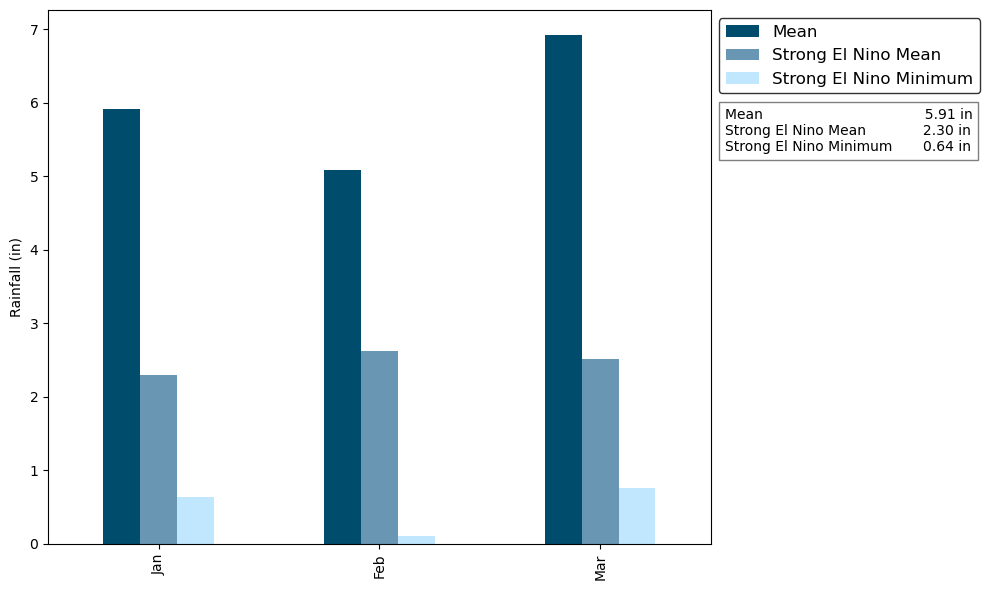 7
6
5
4
3
2
1
0
Rainfall (in)
Jan
Feb
Mar
Mean
Strong El Nino Mean
Strong El Nino Minimum
Mean 5.91 in
Strong El Nino Mean 2.30 in
Strong El Nino Minimum 0.64 in